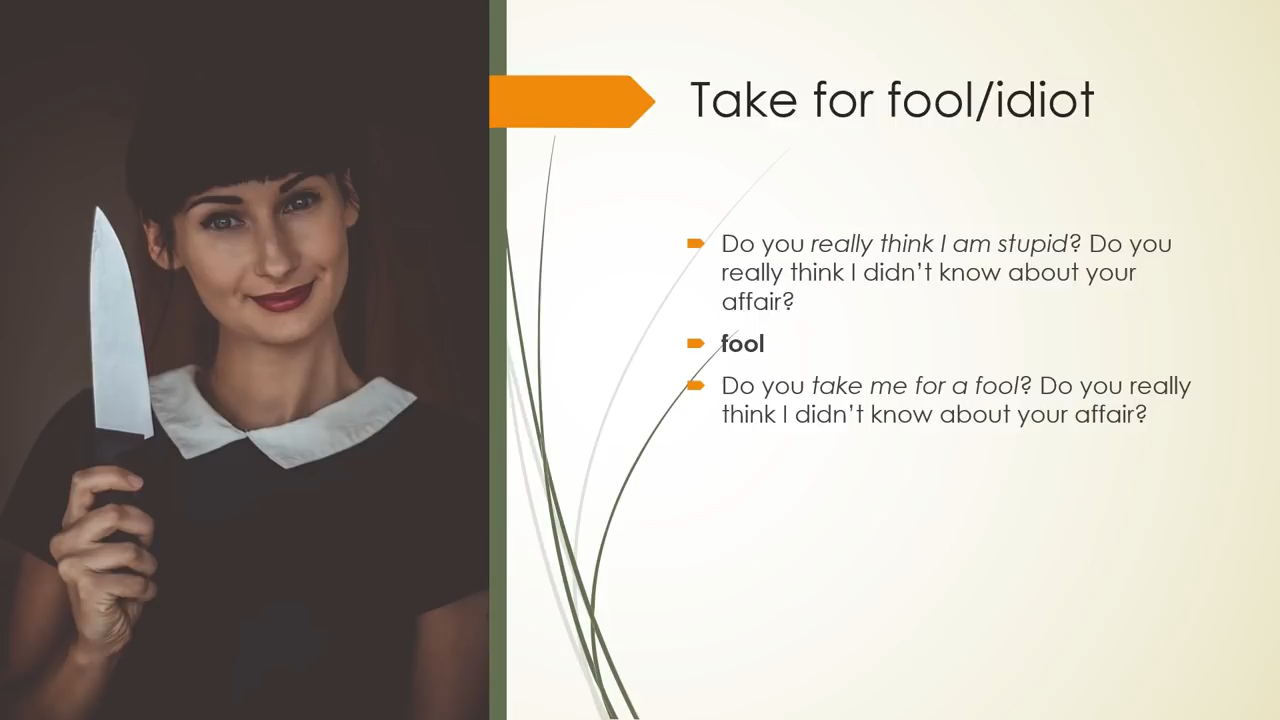 Take for fool/idiot
Do you really think I am stupid? Do you
really think I didn't know about your
affair?
fool
Do you take me for a fool? Do you really
think I didn't know about your affair?